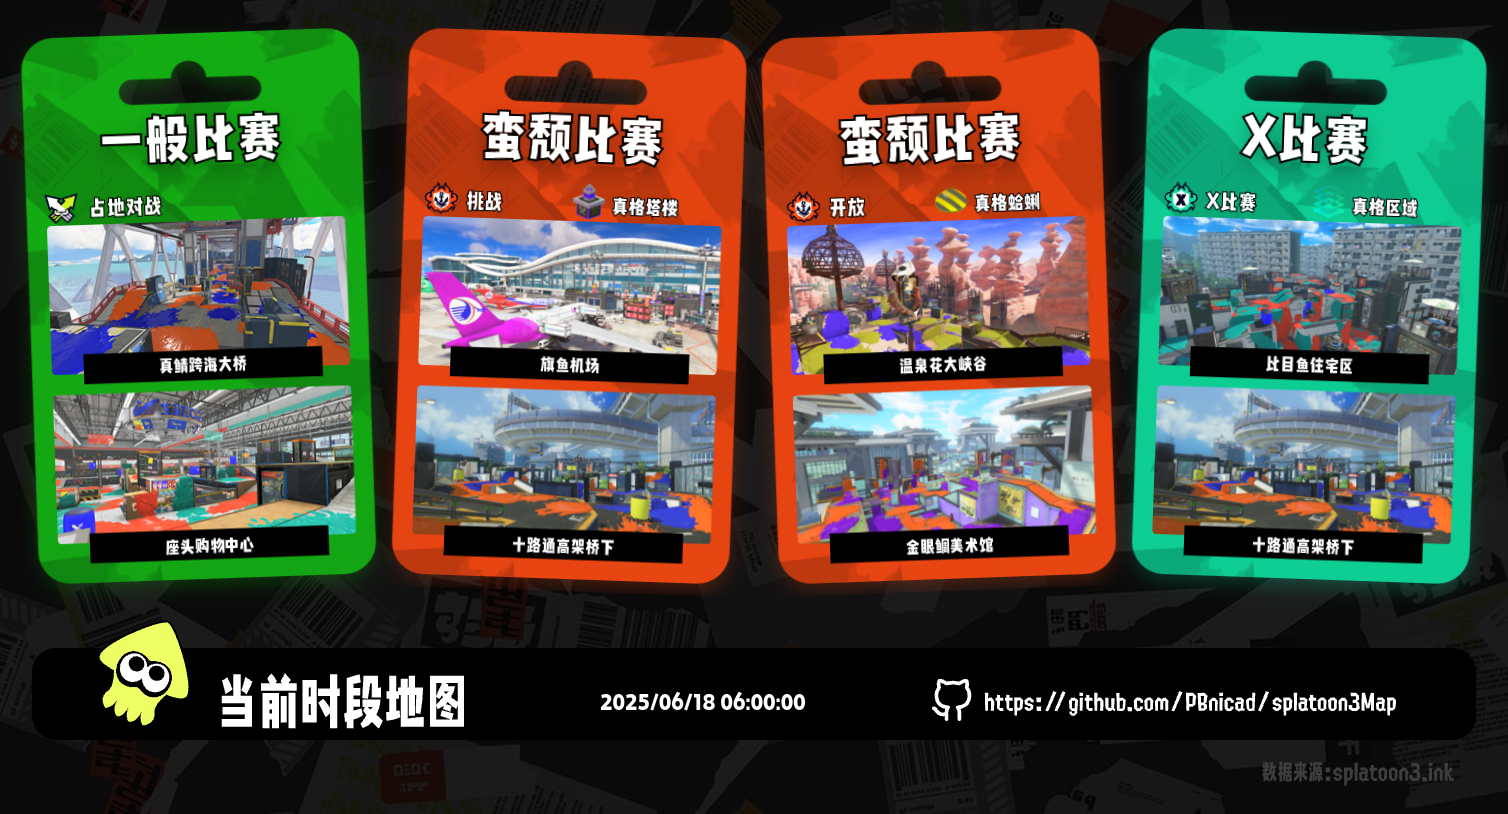 一般比赛
占地对战
真鲷跨海大桥
座头购物中心
蛮颓比赛
挑战
真格塔楼
旗鱼机场
十路通高架桥下
蛮颓比赛
开放
真格蛤蜊
温泉花大峡谷
金眼鲷美术馆
X比赛
X比赛
真格区域
比目鱼住宅区
十路通高架桥下
当前时段地图
2025/06/18 06:00:00
https://github.com/PBnicad/splatoon3Map
数据来源:splatoon3.ink